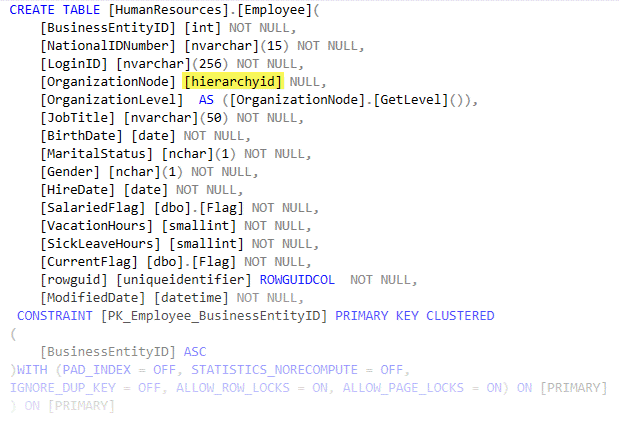 CREATE TABLE [HumanResources].[Employee](
[BusinessEntityID] [int] NOT NULL,
[NationalIDNumber] [nvarchar](15) NOT NULL,
[LoginID] [nvarchar](256) NOT NULL,
[OrganizationNode] [hierarchyid] NULL,
[OrganizationLevel]  AS ([OrganizationNode].[GetLevel]()),
[JobTitle] [nvarchar](50) NOT NULL,
[BirthDate] [date] NOT NULL,
[MaritalStatus] [nchar](1) NOT NULL,
[Gender] [nchar](1) NOT NULL,
[HireDate] [date] NOT NULL,
[SalariedFlag] [dbo].[Flag] NOT NULL,
[VacationHours] [smallint] NOT NULL,
[SickLeaveHours] [smallint] NOT NULL,
[CurrentFlag] [dbo].[Flag] NOT NULL,
[rowguid] [uniqueidentifier] ROWGUIDCOL  NOT NULL,
[ModifiedDate] [datetime] NOT NULL,
CONSTRAINT [PK_Employee_BusinessEntityID] PRIMARY KEY CLUSTERED
(
[BusinessEntityID] ASC
)WITH (PAD_INDEX = OFF, STATISTICS_NORECOMPUTE = OFF,
IGNORE_DUP_KEY = OFF, ALLOW_ROW_LOCKS = ON, ALLOW_PAGE_LOCKS = ON) ON [PRIMARY]
) ON [PRIMARY]